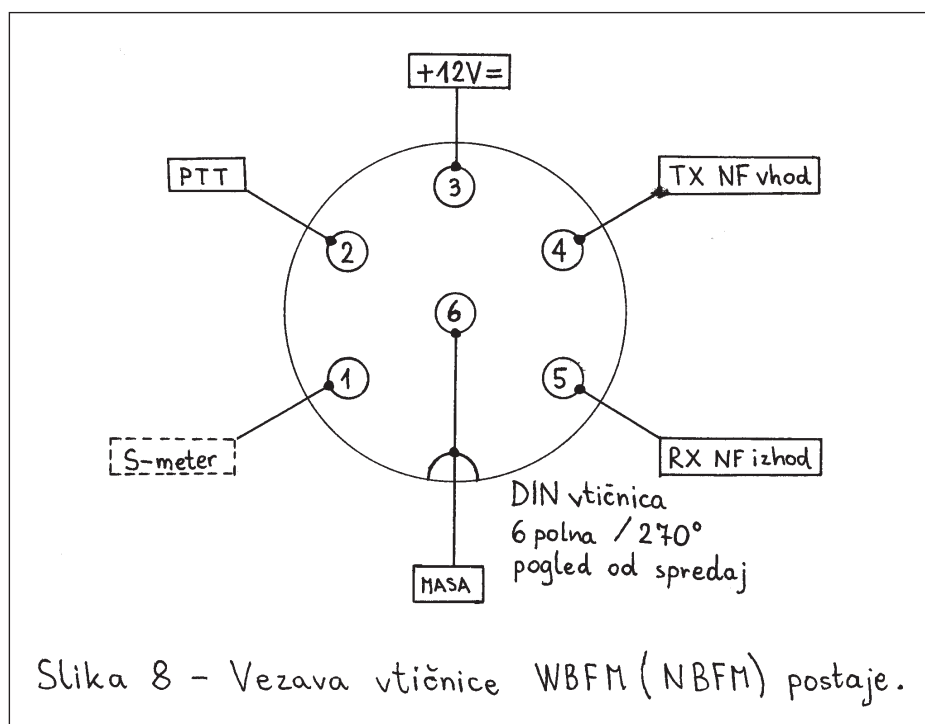 +12V=
PTT
TX NF vhod
3
2
4
6
1
5
S-meter
RX NF izhod
DIN vtičnica
6 polna / 270°
pogled od spredaj
MASA
Slika 8 - Vezava vtičnice WBFM (NBFM) postaje.